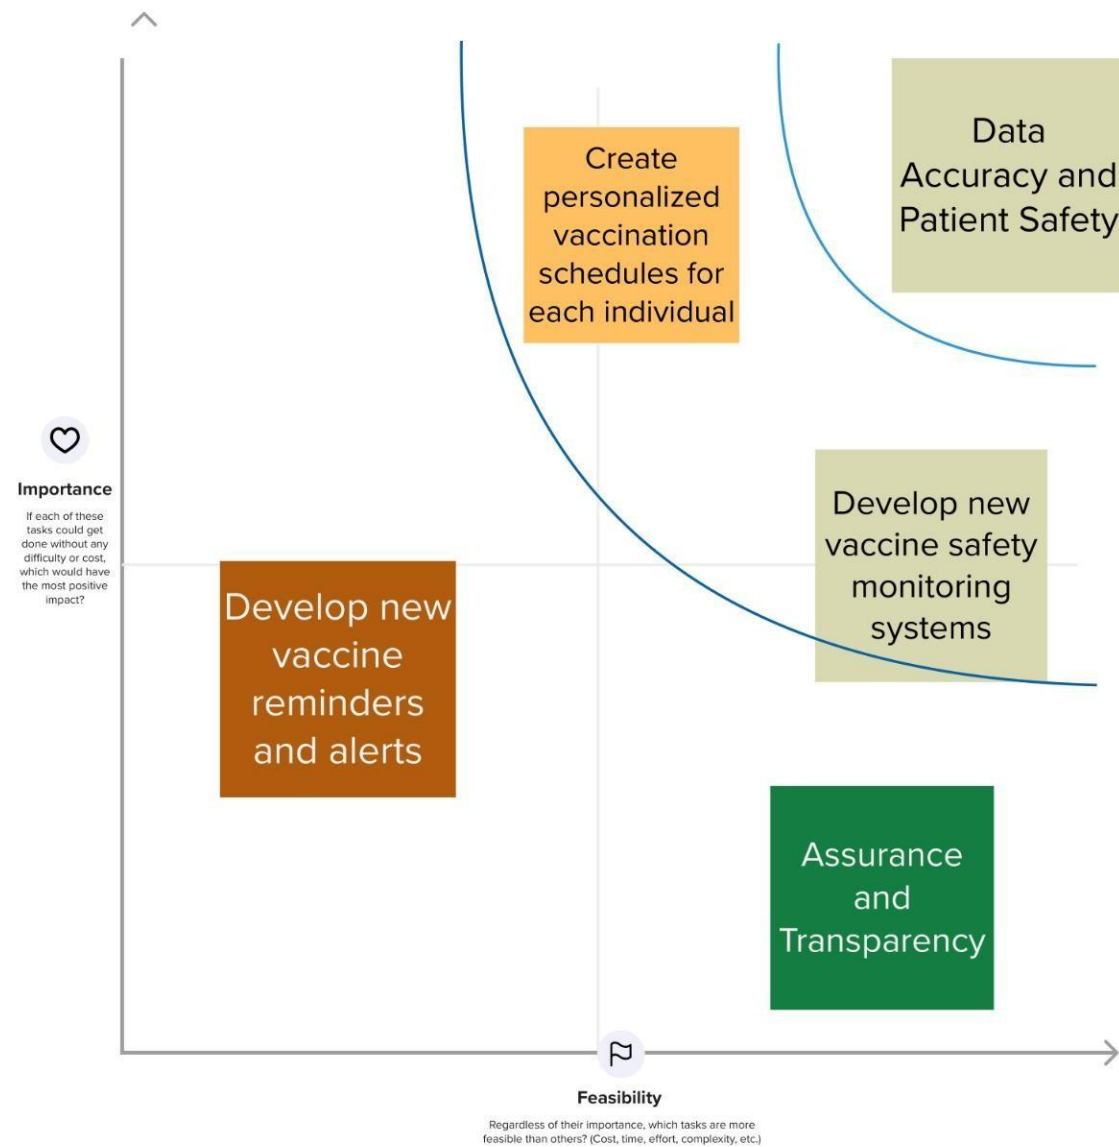 Data
Accuracy and
Patient Safety
Create
personalized
vaccination
schedules for
each individual
Importance
If each of these
tasks could get
done without any
difficulty or cost,
which would have
the most positive
impact?
Develop new
vaccine safety
monitoring
systems
Develop new
vaccine
reminders
and alerts
Assurance
and
Transparency
Feasibility
Regardless of their importance, which tasks are more
feasible than others? (Cost, time, effort, complexity, etc.)